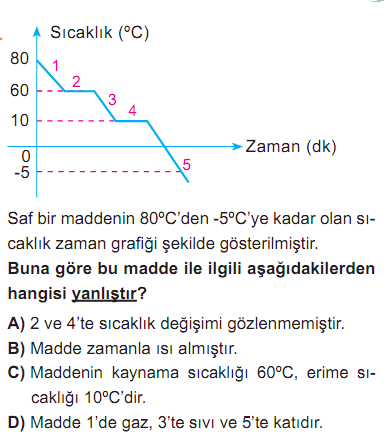 Sıcaklık (ºC)
80
1
2
60
3
4
10
0
Zaman (dk)
-5
5
Saf bir maddenin 80ºC'den -5ºC'ye kadar olan sı-
caklık zaman grafiği şekilde gösterilmiştir.
Buna göre bu madde ile ilgili aşağıdakilerden
hangisi yanlıştır?
A) 2 ve 4'te sıcaklık değişimi gözlenmemiştir.
B) Madde zamanla ısı almıştır.
C) Maddenin kaynama sıcaklığı 60ºC, erime sı-
caklığı 10ºC'dir.
D) Madde 1'de gaz, 3'te sıvı ve 5'te katıdır.